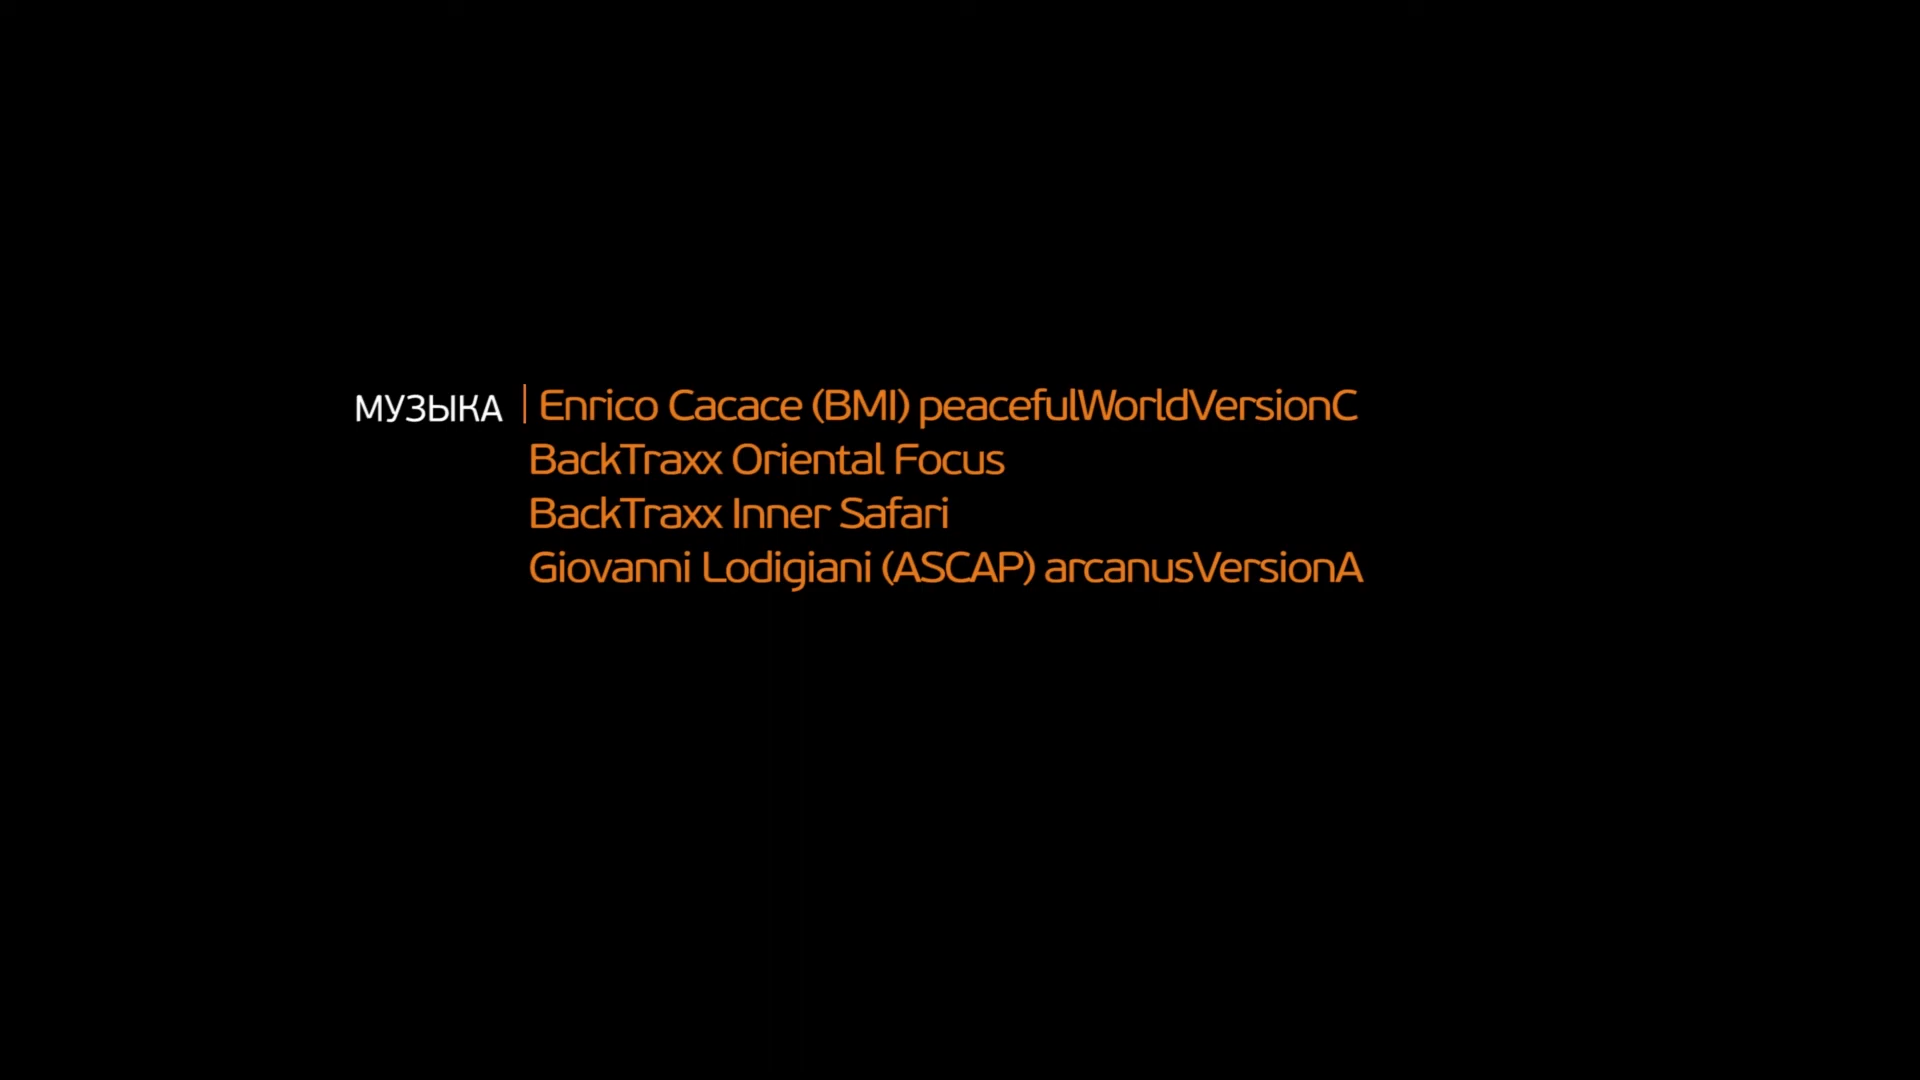 МУЗЫКА | Enrico Cacace (BMI) peacefulWorldVersionC
BackTraxx Oriental Focus
BackTraxx Inner Safari
Giovanni Lodigiani (ASCAP) arcanusVersionA